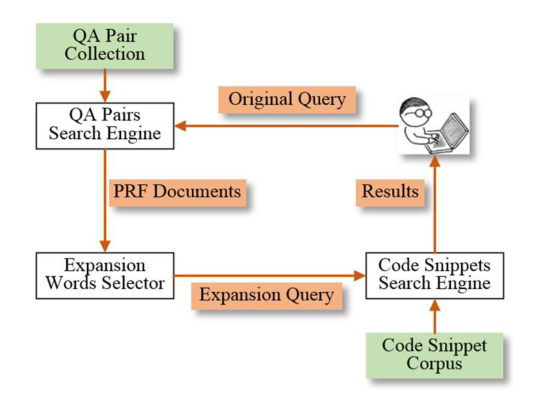 QA Pair
Collection
Original Query
QA Pairs
Search Engine
PRF Documents
Results
Expansion
Words Selector
Expansion Query
Code Snippets
Search Engine
Code Snippet
Corpus